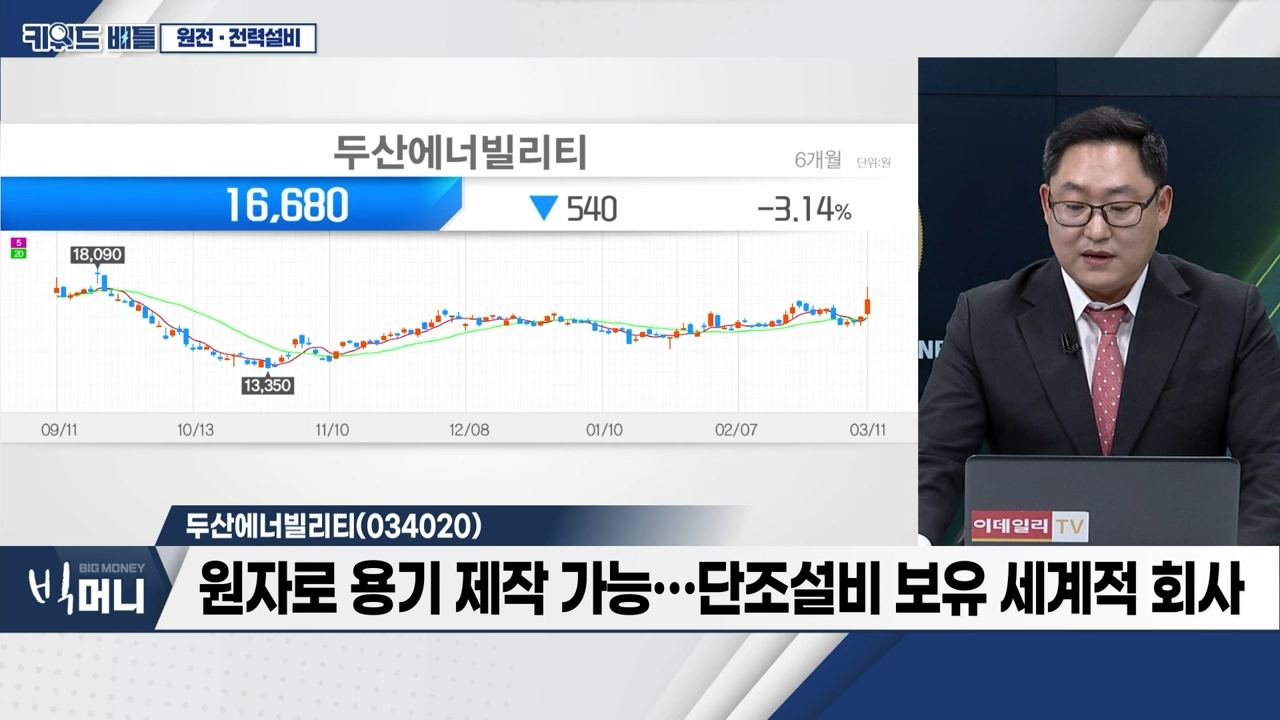 키워드 배틀 원전·전력설비
두산에너빌리티
6개월 단위:원
16,680 ▼ 540 -3.14%
5
20
18,090
13,350
09/11 10/13 11/10 12/08 01/10 02/07 03/11
NE
이데일리 TV
두산에너빌리티(034020)
빅머니 BIG MONEY
원자로 용기 제작 가능…단조설비 보유 세계적 회사